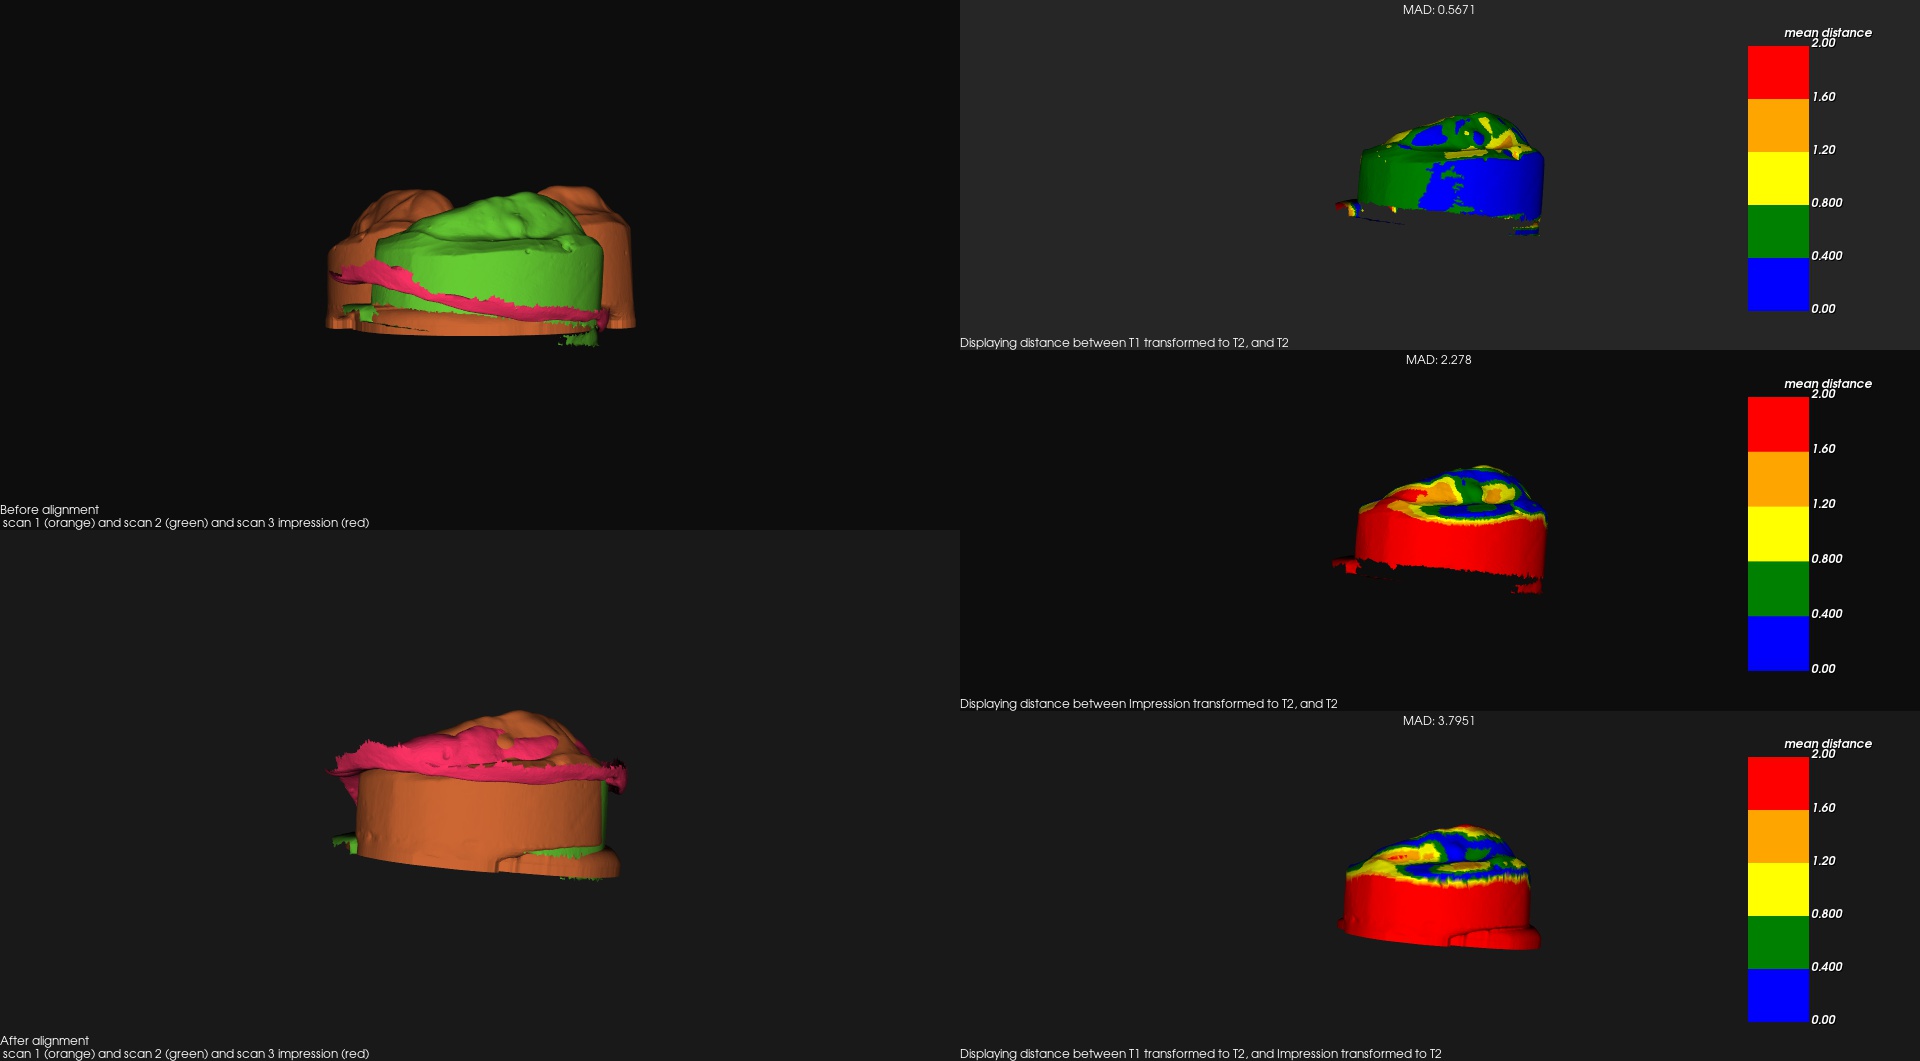 Before alignment
scan 1 (orange) and scan 2 (green) and scan 3 impression (red)
After alignment
scan 1 (orange) and scan 2 (green) and scan 3 impression (red)
MAD: 0.5671
mean distance
2.00
1.60
1.20
0.800
0.400
0.00
Displaying distance between T1 transformed to T2, and T2
MAD: 2.278
mean distance
2.00
1.60
1.20
0.800
0.400
0.00
Displaying distance between Impression transformed to T2, and T2
MAD: 3.7951
mean distance
2.00
1.60
1.20
0.800
0.400
0.00
Displaying distance between T1 transformed to T2, and Impression transformed to T2